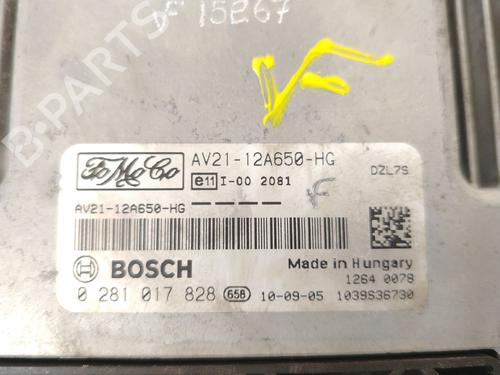 DF 15267
B-PARTS
FoMoCo
AV21-12A650-HG
e11 I-00 2081
DZL7S
AV21-12A650-HG
F
BOSCH
Made in Hungary
1264 0078
0 281 017 828 658 10-09-05 1039S36730